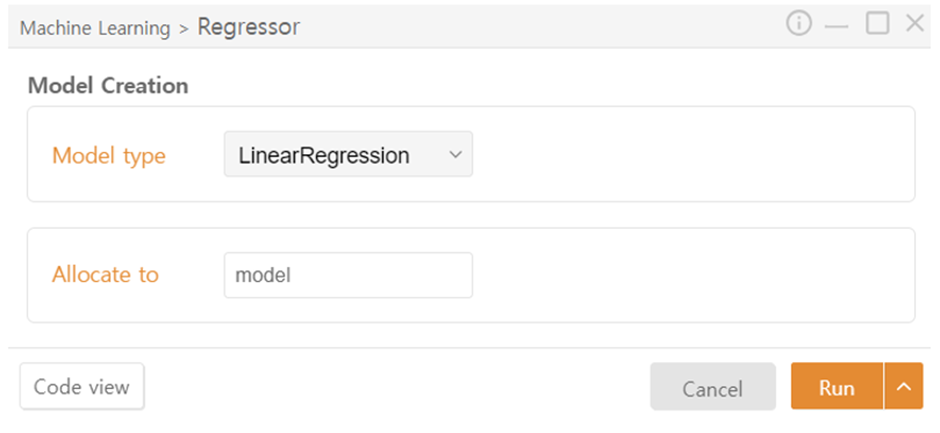 Machine Learning > Regressor
Model Creation
Model type LinearRegression
Allocate to model
Code view Cancel Run